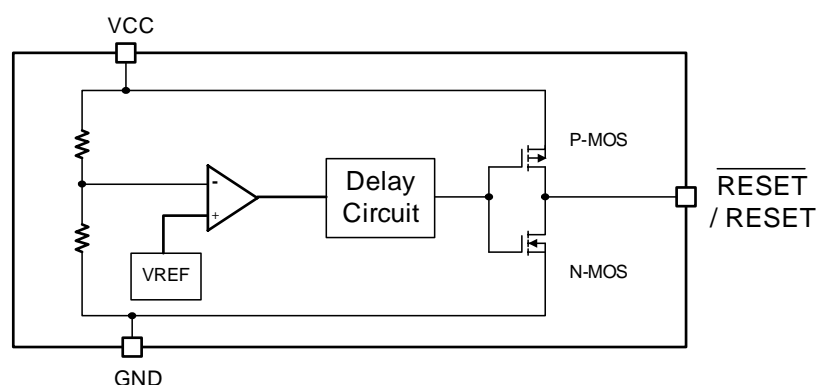 VCC
P-MOS
-
Delay
Circuit
RESET
/ RESET
+
VREF
N-MOS
GND